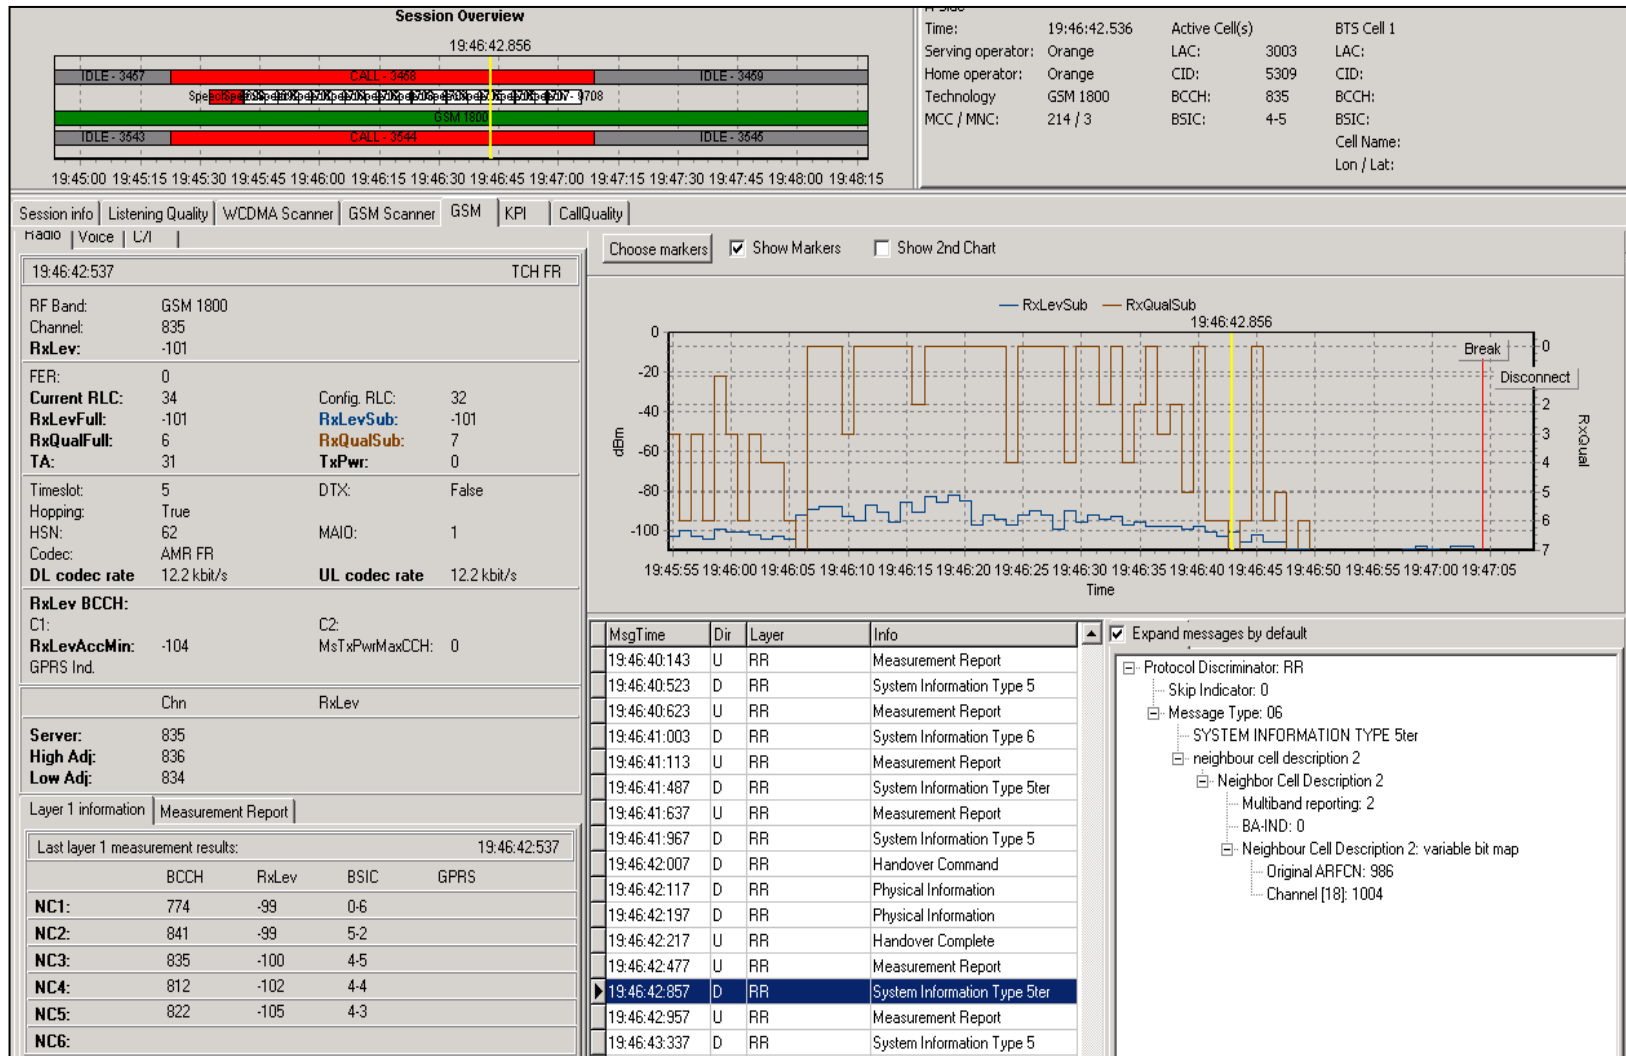 Session Overview
19:46:42.856
IDLE - 3457 CALL - 3458 IDLE - 3459
9708
GSM 1800
IDLE - 3543 CALL - 3544 IDLE - 3545
19:45:00 19:45:15 19:45:30 19:45:45 19:46:00 19:46:15 19:46:30 19:46:45 19:47:00 19:47:15 19:47:30 19:47:45 19:48:00 19:48:15
Time: 19:46:42.536 Active Cell(s) BTS Cell 1
Serving operator: Orange LAC: 3003 LAC:
Home operator: Orange CID: 5309 CID:
Technology GSM 1800 BCCH: 835 BCCH:
MCC / MNC: 214 / 3 BSIC: 4-5 BSIC:
Cell Name:
Lon / Lat:
Session info Listening Quality WCDMA Scanner GSM Scanner GSM KPI CallQuality
Radio Voice C/I
19:46:42:537 TCH FR
RF Band: GSM 1800
Channel: 835
RxLev: -101
FER: 0
Current RLC: 34 Config. RLC: 32
RxLevFull: -101 RxLevSub: -101
RxQualFull: 6 RxQualSub: 7
TA: 31 TxPwr: 0
Timeslot: 5 DTX: False
Hopping: True
HSN: 62 MAIO: 1
Codec: AMR FR
DL codec rate 12.2 kbit/s UL codec rate 12.2 kbit/s
RxLev BCCH:
C1: C2:
RxLevAccMin: -104 MsTxPwrMaxCCH: 0
GPRS Ind.
Chn RxLev
Server: 835
High Adj: 836
Low Adj: 834
Layer 1 information Measurement Report
Last layer 1 measurement results: 19:46:42:537
BCCH RxLev BSIC GPRS
NC1: 774 -99 0-6
NC2: 841 -99 5-2
NC3: 835 -100 4-5
NC4: 812 -102 4-4
NC5: 822 -105 4-3
NC6:
Choose markers Show Markers Show 2nd Chart
RxLevSub RxQualSub
19:46:42.856
0 -20 -40 -60 -80 -100
dBm
Break
Disconnect
0 2 3 4 5 6 7
RxQual
19:45:55 19:46:00 19:46:05 19:46:10 19:46:15 19:46:20 19:46:25 19:46:30 19:46:35 19:46:40 19:46:45 19:46:50 19:46:55 19:47:00 19:47:05
Time
MsgTime Dir Layer Info
19:46:40:143 U RR Measurement Report
19:46:40:523 D RR System Information Type 5
19:46:40:623 U RR Measurement Report
19:46:41:003 D RR System Information Type 6
19:46:41:113 U RR Measurement Report
19:46:41:487 D RR System Information Type 5ter
19:46:41:637 U RR Measurement Report
19:46:41:967 D RR System Information Type 5
19:46:42:007 D RR Handover Command
19:46:42:117 D RR Physical Information
19:46:42:197 D RR Physical Information
19:46:42:217 U RR Handover Complete
19:46:42:477 U RR Measurement Report
19:46:42:857 D RR System Information Type 5ter
19:46:42:957 U RR Measurement Report
19:46:43:337 D RR System Information Type 5
Expand messages by default
Protocol Discriminator: RR
Skip Indicator: 0
Message Type: 06
SYSTEM INFORMATION TYPE 5ter
neighbour cell description 2
Neighbor Cell Description 2
Multiband reporting: 2
BA-IND: 0
Neighbour Cell Description 2: variable bit map
Original ARFCN: 986
Channel [18]: 1004